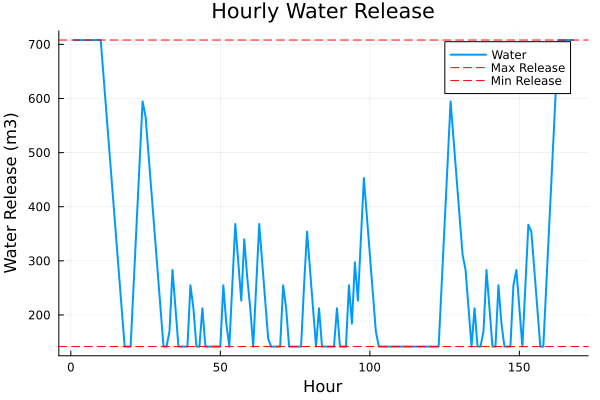 Hourly Water Release
Water Release (m3)
700
600
500
400
300
200
Water
Max Release
Min Release
0
50
100
150
Hour